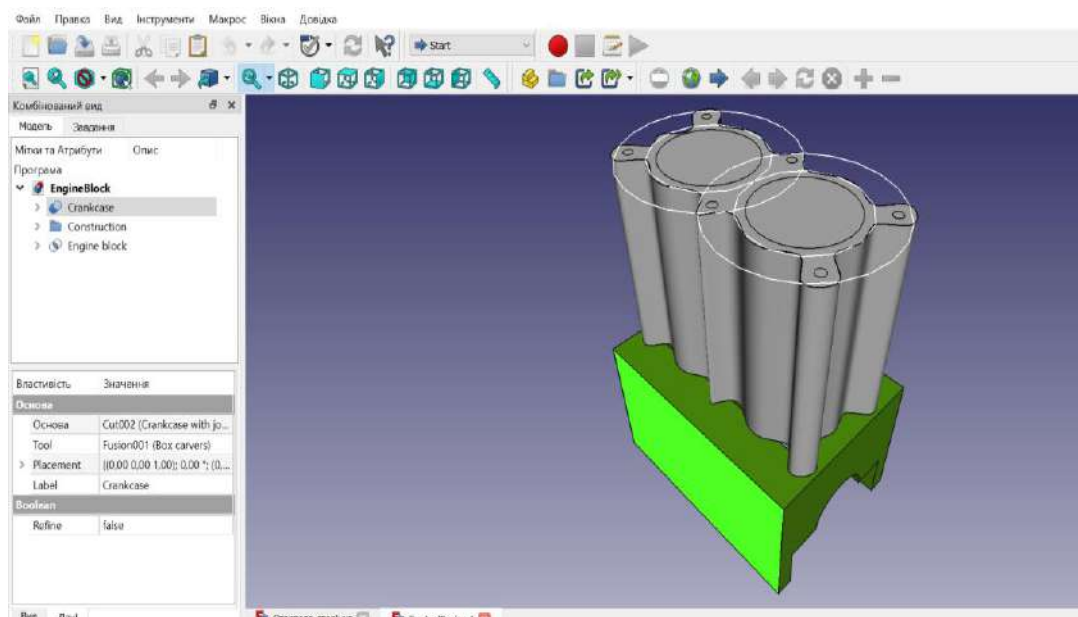 Файл Правка Вид Інструменти Макрос Вікна Довідка
Start
Комбінований вид
Модель Завдання
Мітки та Атрибути Опис
Програма
EngineBlock
Crankcase
Construction
Engine block
Властивість Значення
Основа
Основа Cut002 (Crankcase with jo...
Tool Fusion001 (Box carvers)
Placement [(0,00 0,00 1,00); 0,00 °; (0,...
Label Crankcase
Boolean
Refine false